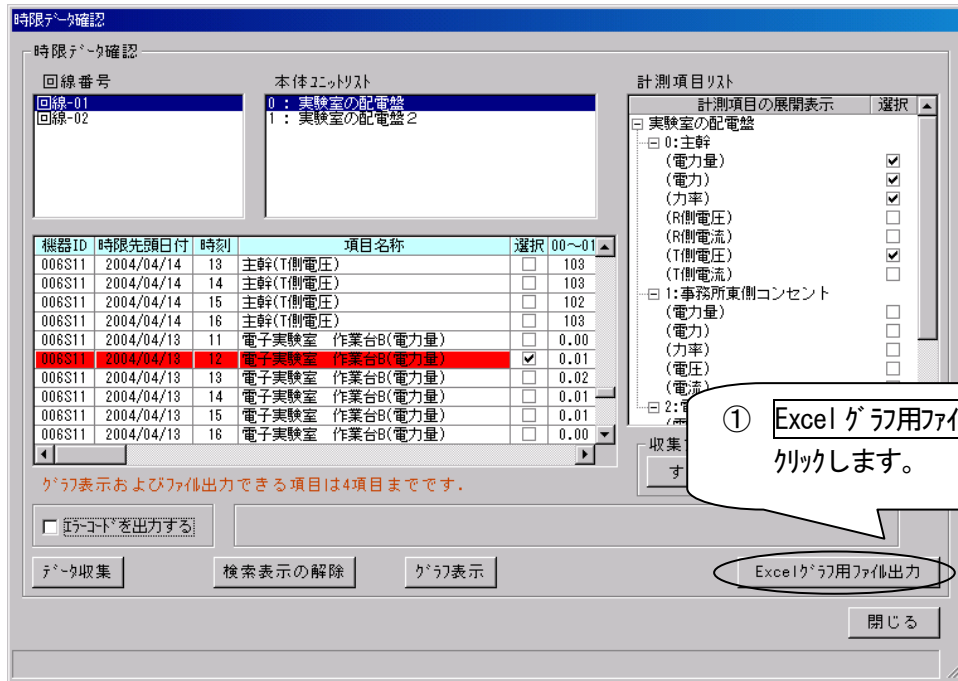 時限ﾃﾞｰﾀ確認
時限ﾃﾞｰﾀ確認
回線番号
回線-01
回線-02
本体ﾕﾆｯﾄﾘｽﾄ
0 : 実験室の配電盤
1 : 実験室の配電盤２
計測項目ﾘｽﾄ
計測項目の展開表示 選択
実験室の配電盤
0:主幹
(電力量)
(電力)
(力率)
(R側電圧)
(R側電流)
(T側電圧)
(T側電流)
1:事務所東側コンセント
(電力量)
(電力)
(力率)
(電圧)
(電流)
2:
機器ID 時限先頭日付 時刻 項目名称 選択 00～01
006S11 2004/04/14 13 主幹(T側電圧) 103
006S11 2004/04/14 14 主幹(T側電圧) 103
006S11 2004/04/14 15 主幹(T側電圧) 102
006S11 2004/04/14 16 主幹(T側電圧) 103
006S11 2004/04/13 11 電子実験室　作業台B(電力量) 0.00
006S11 2004/04/13 12 電子実験室　作業台B(電力量) 0.01
006S11 2004/04/13 13 電子実験室　作業台B(電力量) 0.02
006S11 2004/04/13 14 電子実験室　作業台B(電力量) 0.01
006S11 2004/04/13 15 電子実験室　作業台B(電力量) 0.01
006S11 2004/04/13 16 電子実験室　作業台B(電力量) 0.00
ｸﾞﾗﾌ表示およびﾌｧｲﾙ出力できる項目は4項目までです.
収集
す
① Excel ｸﾞﾗﾌ用ﾌｧｲ
ｸﾘｯｸします。
ｴﾗｰｺｰﾄﾞを出力する
ﾃﾞｰﾀ収集 検索表示の解除 ｸﾞﾗﾌ表示 Excelｸﾞﾗﾌ用ﾌｧｲﾙ出力
閉じる